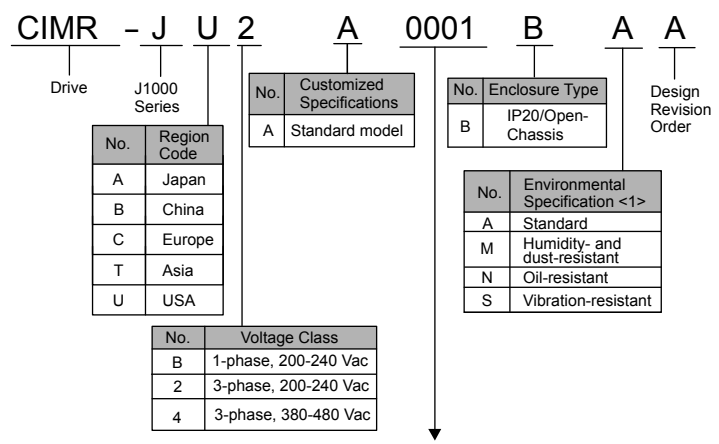 CIMR - J U 2 A 0001 B A A
Drive
J1000
Series
Design
Revision
Order
No. Customized
Specifications
A Standard model
No. Enclosure Type
B IP20/Open-
Chassis
No. Region
Code
A Japan
B China
C Europe
T Asia
U USA
No. Environmental
Specification <1>
A Standard
M Humidity- and
dust-resistant
N Oil-resistant
S Vibration-resistant
No. Voltage Class
B 1-phase, 200-240 Vac
2 3-phase, 200-240 Vac
4 3-phase, 380-480 Vac